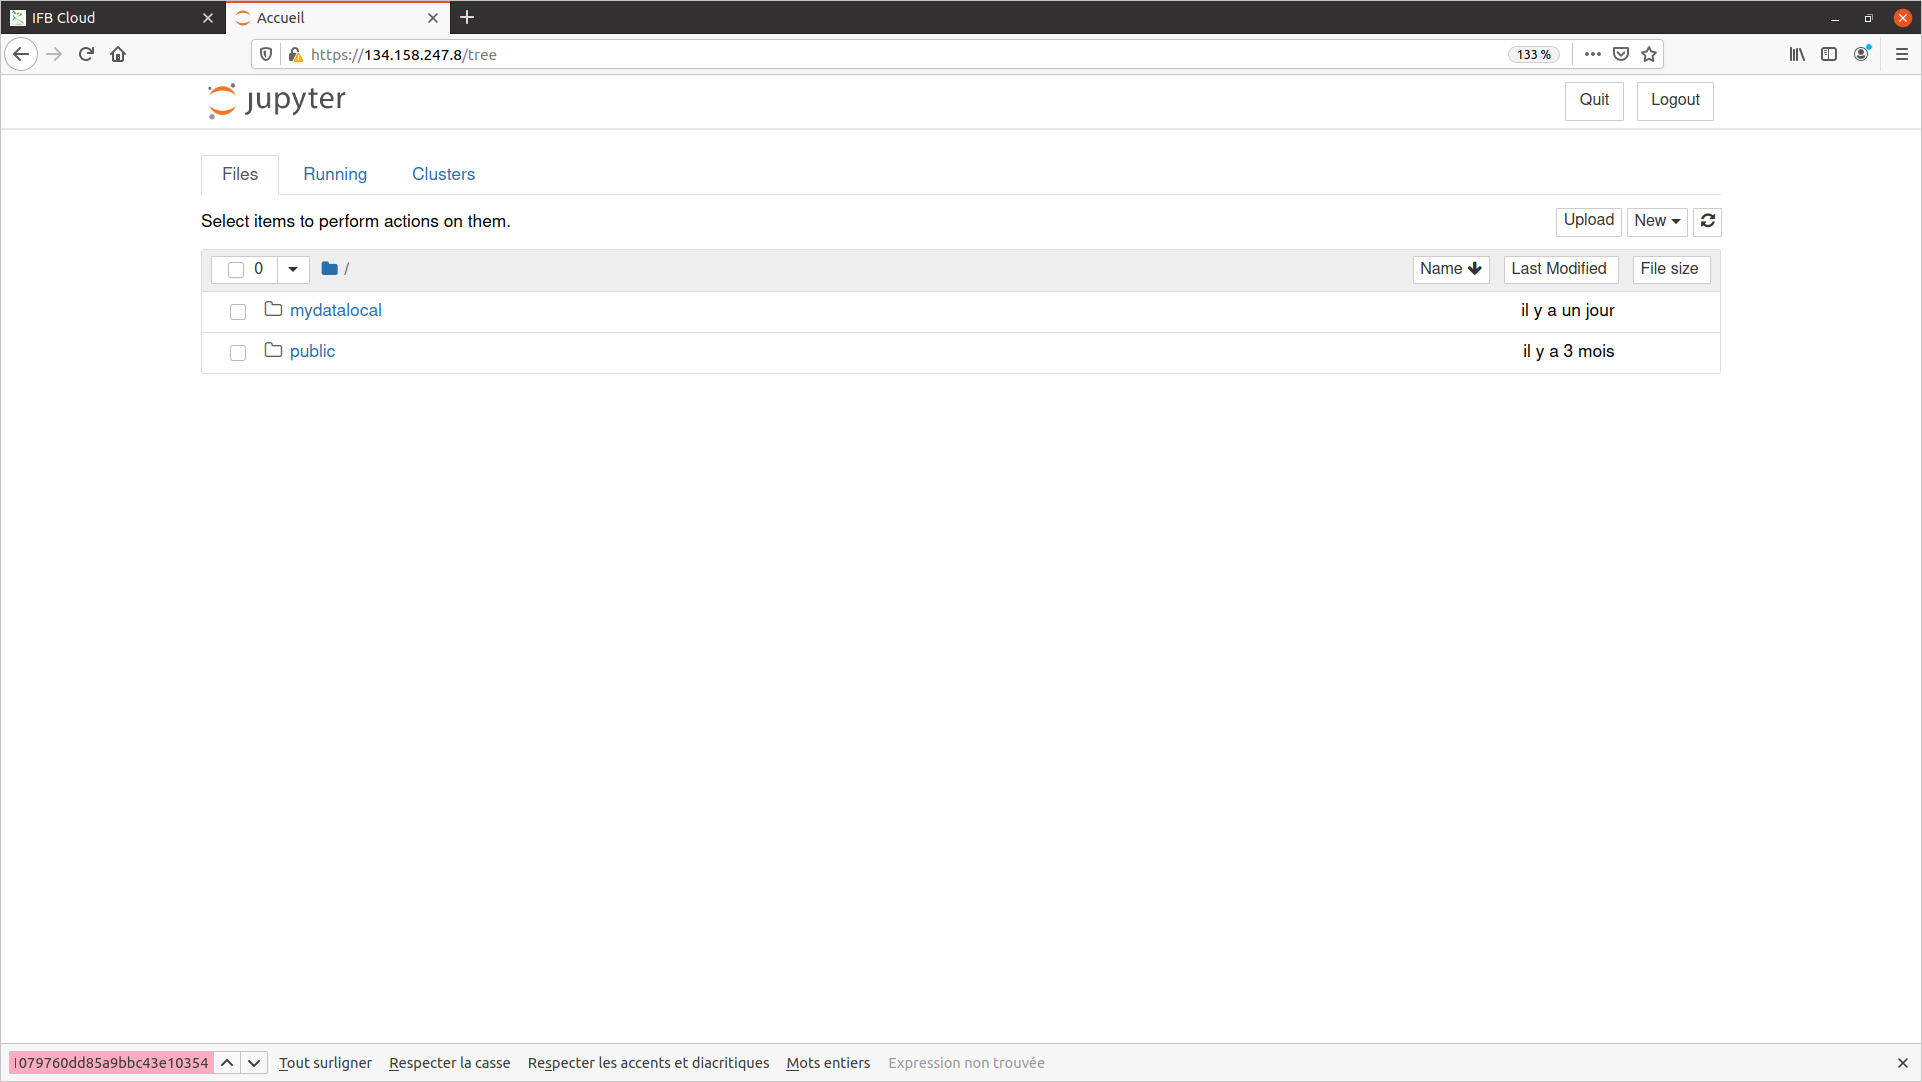 IFB Cloud
Accueil
https://134.158.247.8/tree
133 %
jupyter
Quit
Logout
Files
Running
Clusters
Select items to perform actions on them.
Upload
New
0
/
Name
Last Modified
File size
mydatalocal
il y a un jour
public
il y a 3 mois
079760dd85a9bbc43e10354
Tout surligner
Respecter la casse
Respecter les accents et diacritiques
Mots entiers
Expression non trouvée